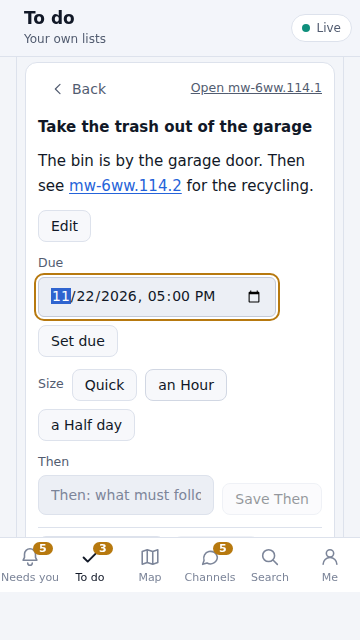 To do
Your own lists
Live
Back
Open mw-6ww.114.1
Take the trash out of the garage
The bin is by the garage door. Then
see mw-6ww.114.2 for the recycling.
Edit
Due
11/22/2026, 05:00 PM
Set due
Size Quick an Hour
a Half day
Then
Then: what must follo
Save Then
5 3 5
Needs you To do Map Channels Search Me